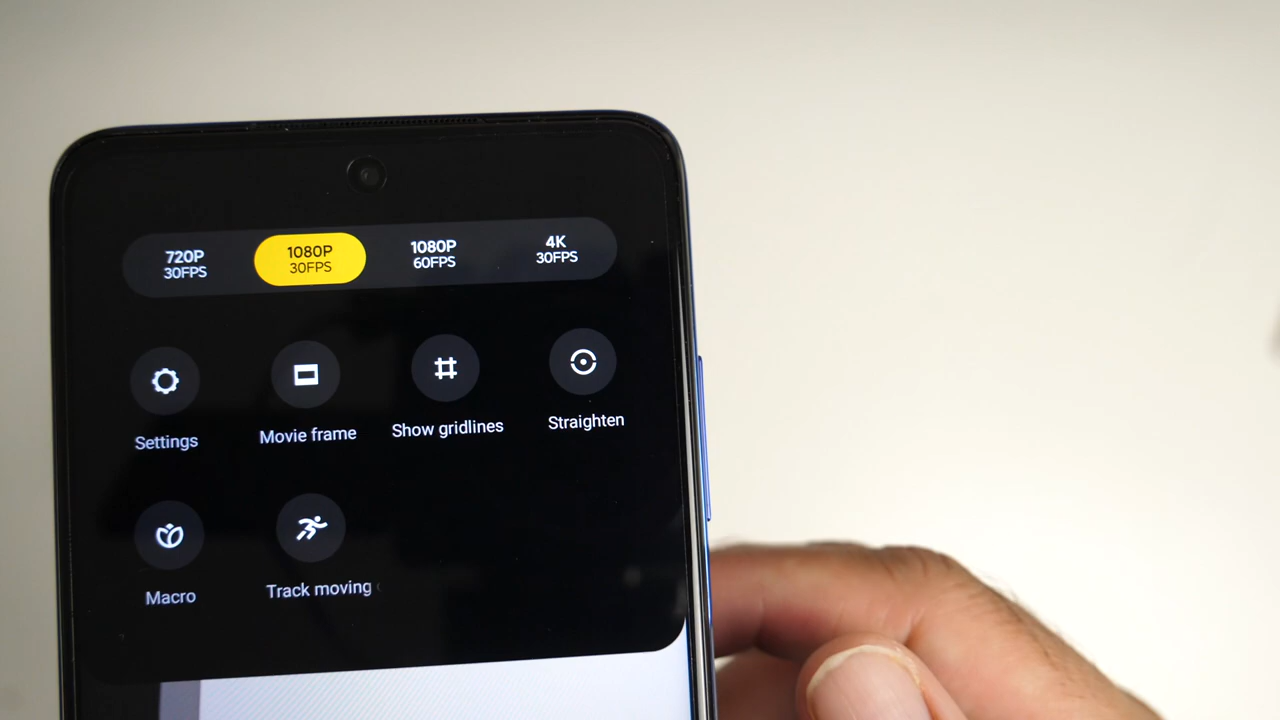 720P
30FPS
1080P
30FPS
1080P
60FPS
4K
30FPS
Settings
Movie frame
Show gridlines
Straighten
Macro
Track moving